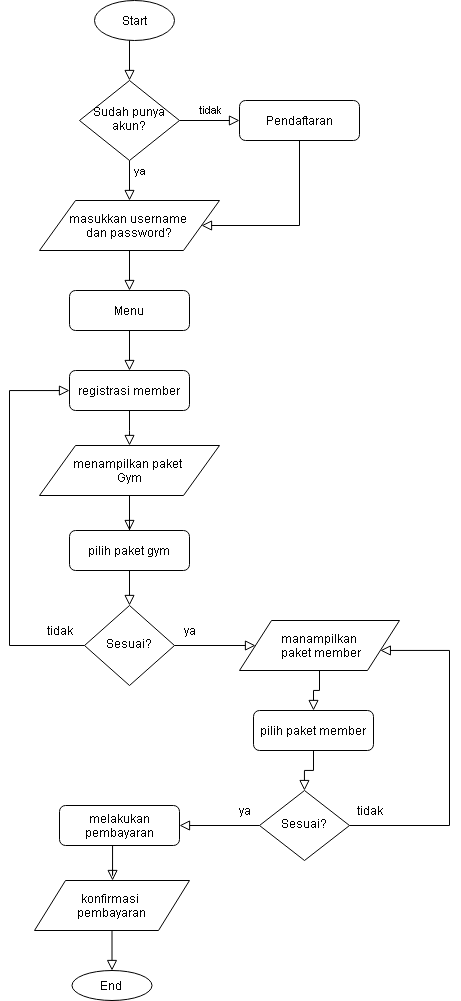 Start
Sudah punya
akun?
tidak
Pendaftaran
ya
masukkan username
dan password?
Menu
registrasi member
menampilkan paket
Gym
pilih paket gym
tidak
Sesuai?
ya
manampilkan
paket member
pilih paket member
melakukan
pembayaran
ya
Sesuai?
tidak
konfirmasi
pembayaran
End